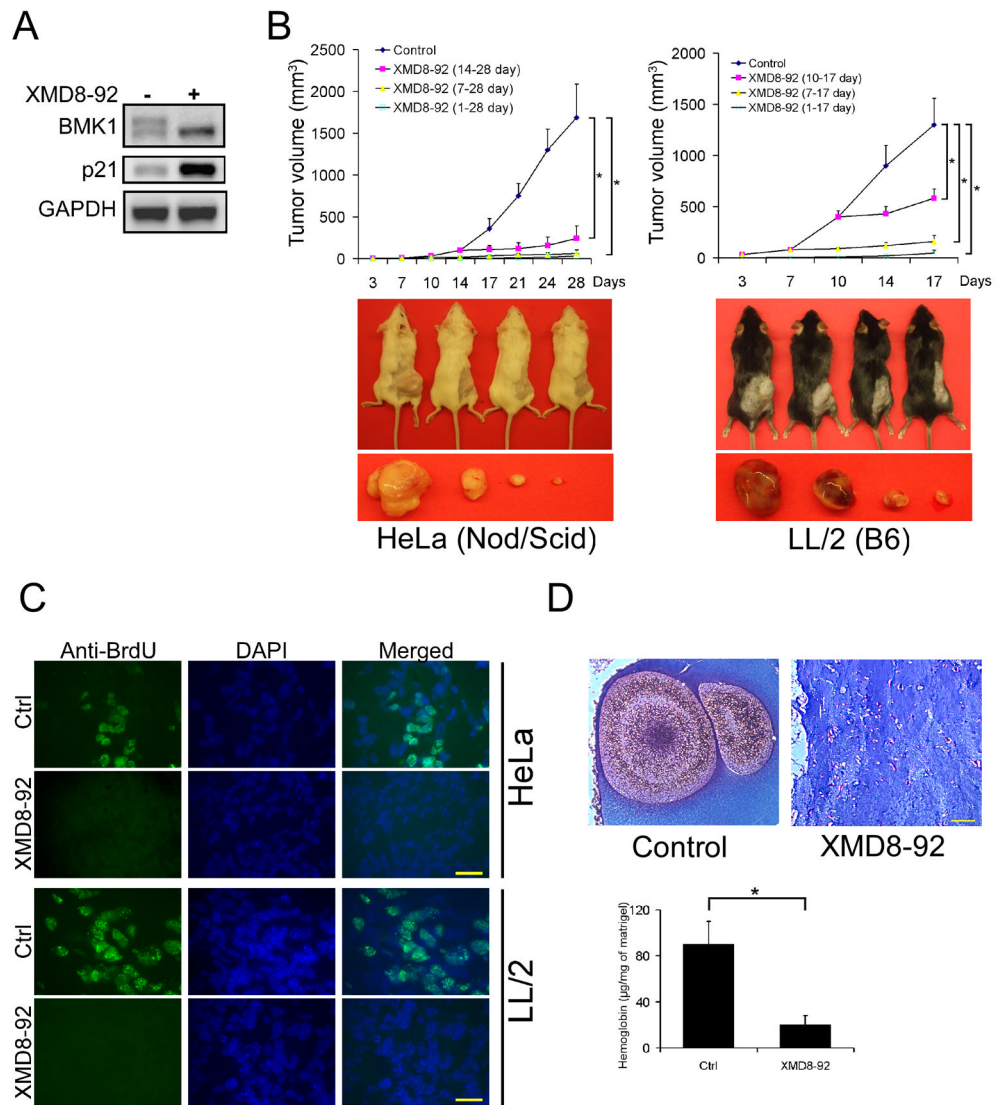 A
XMD8-92 - +
BMK1
p21
GAPDH
B
Tumor volume (mm³)
2500
2000
1500
1000
500
0
Control
XMD8-92 (14-28 day)
XMD8-92 (7-28 day)
XMD8-92 (1-28 day)
*
*
3 7 10 14 17 21 24 28 Days
HeLa (Nod/Scid)
Tumor volume (mm³)
2000
1500
1000
500
0
Control
XMD8-92 (10-17 day)
XMD8-92 (7-17 day)
XMD8-92 (1-17 day)
*
*
*
3 7 10 14 17 Days
LL/2 (B6)
C
Anti-BrdU DAPI Merged
Ctrl
XMD8-92
HeLa
Ctrl
XMD8-92
LL/2
D
Control XMD8-92
Hemoglobin (μg/mg of matrigel)
120
80
40
0
*
Ctrl XMD8-92